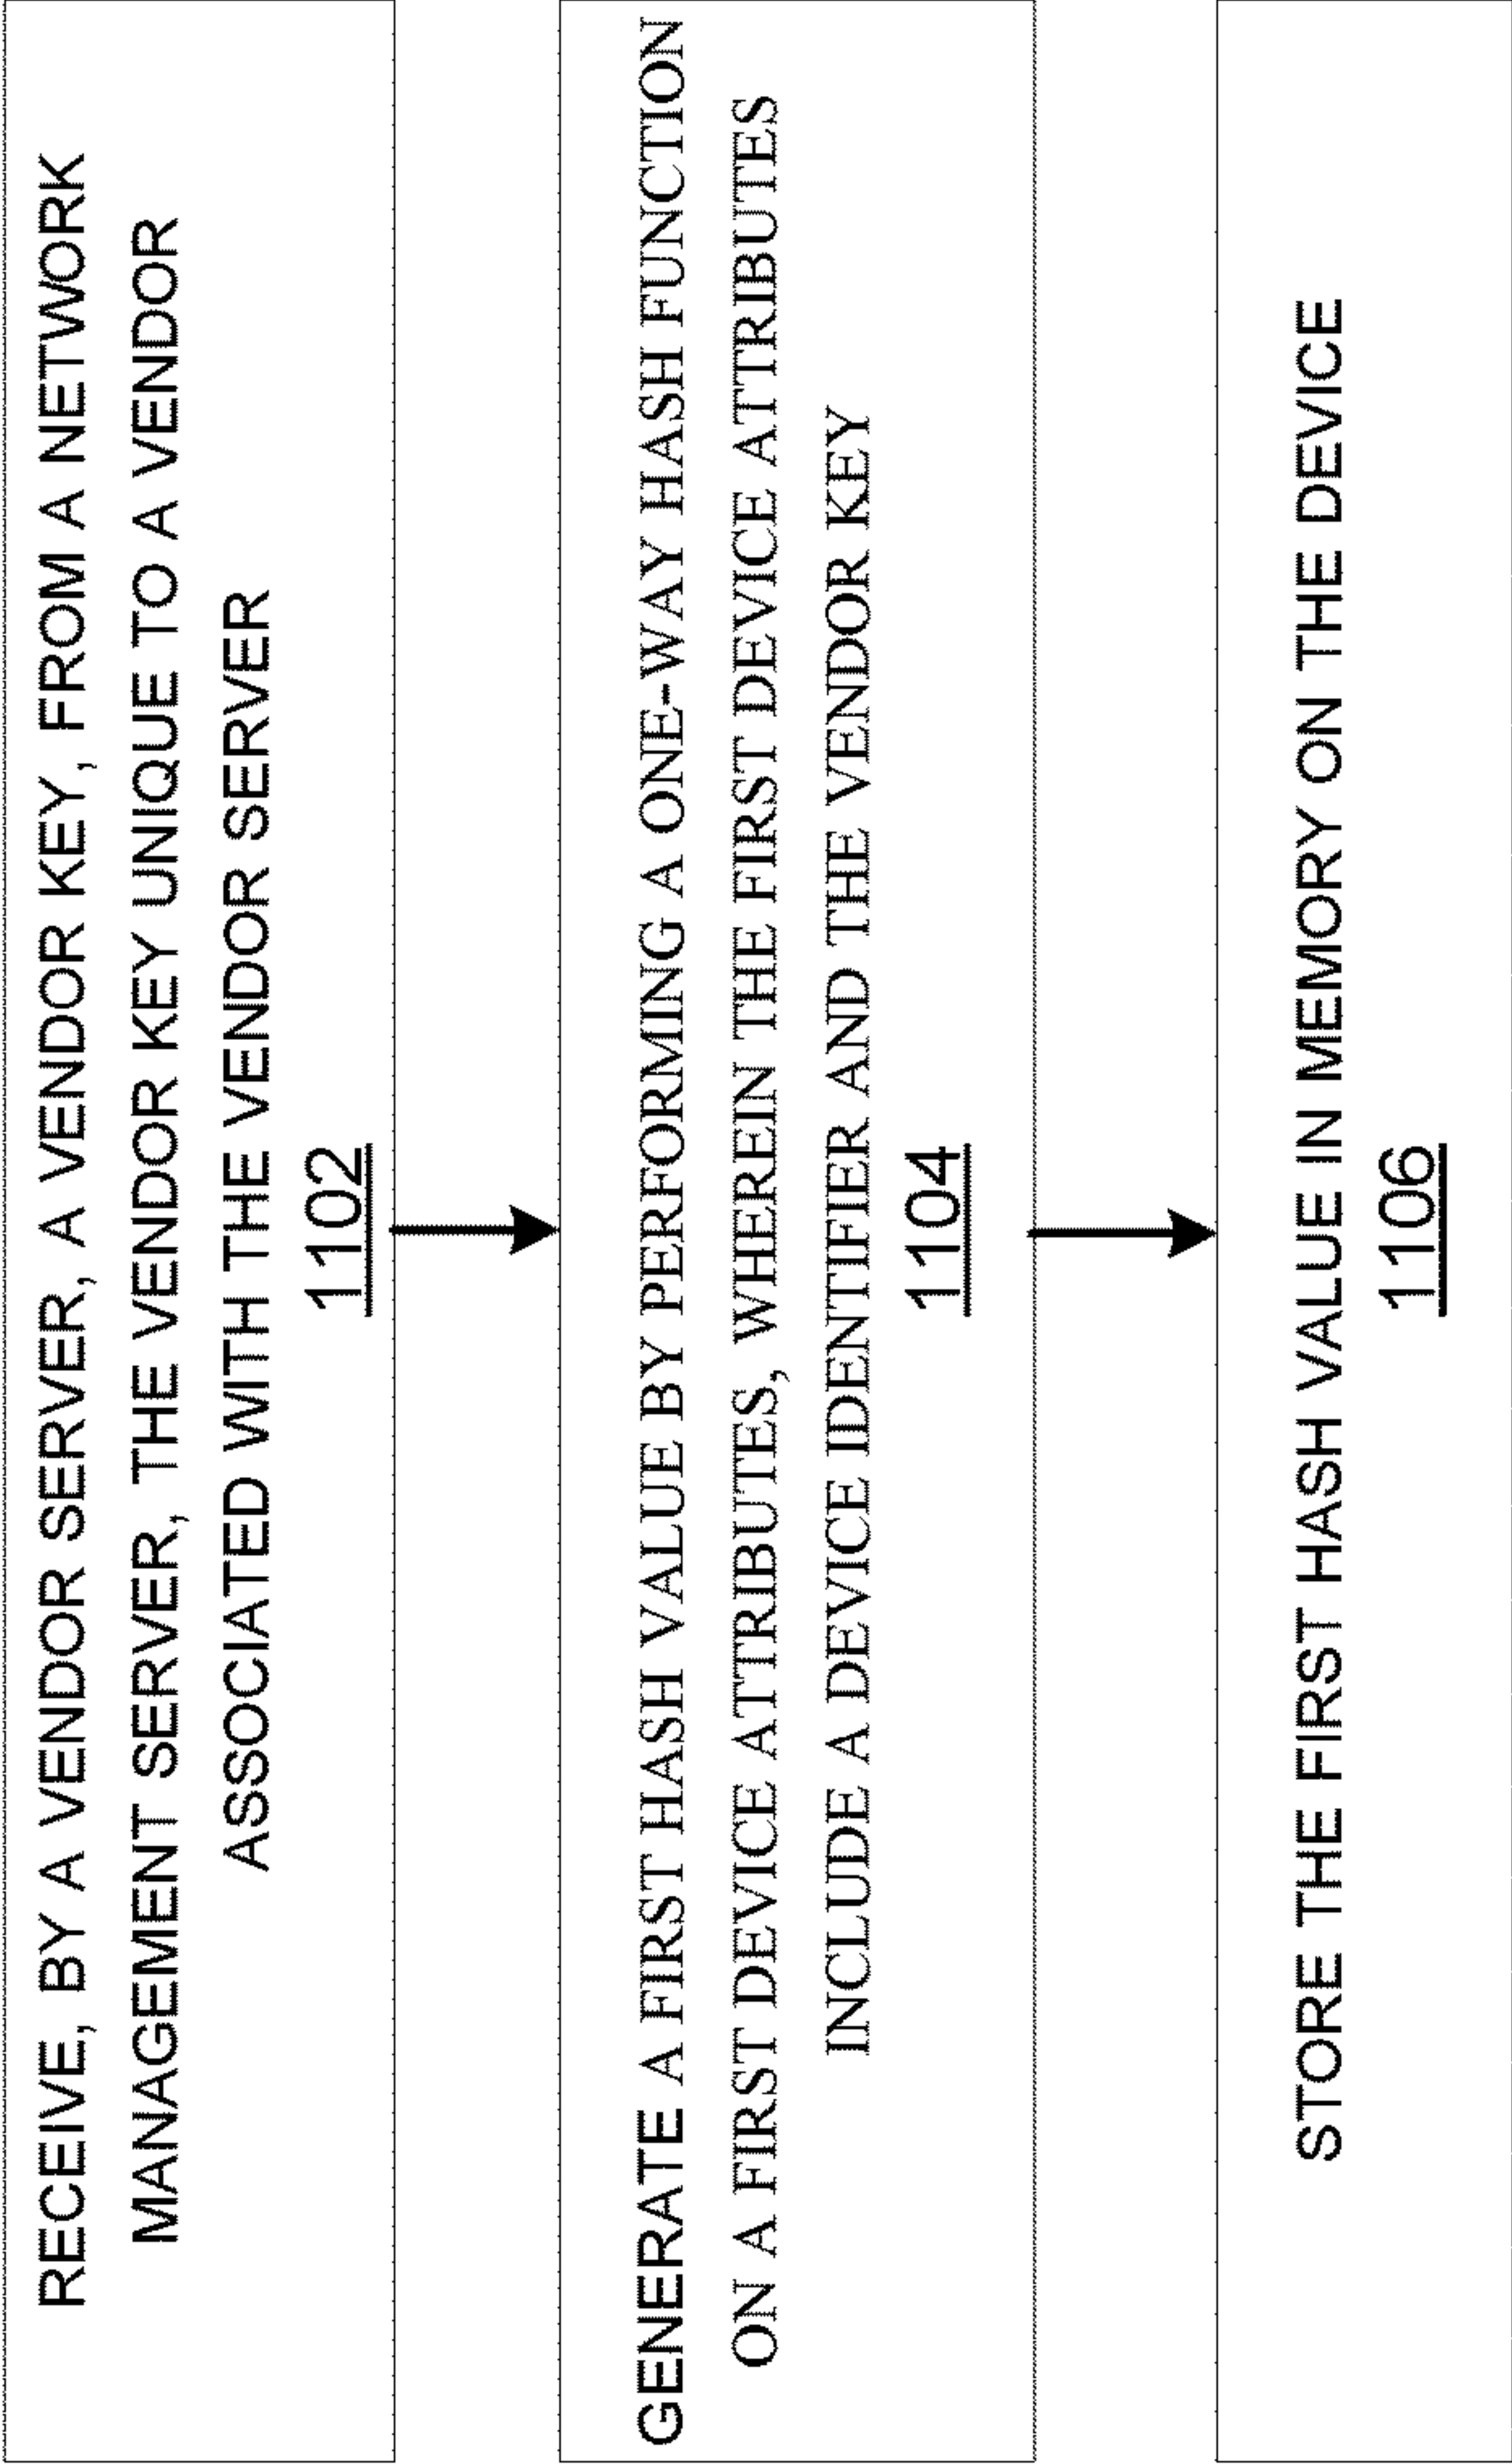 RECEIVE, BY A VENDOR SERVER, A VENDOR KEY, FROM A NETWORK
MANAGEMENT SERVER, THE VENDOR KEY UNIQUE TO A VENDOR
ASSOCIATED WITH THE VENDOR SERVER
1102
GENERATE A FIRST HASH VALUE BY PERFORMING A ONE-WAY HASH FUNCTION
ON A FIRST DEVICE ATTRIBUTES, WHEREIN THE FIRST DEVICE ATTRIBUTES
INCLUDE A DEVICE IDENTIFIER AND THE VENDOR KEY
1104
STORE THE FIRST HASH VALUE IN MEMORY ON THE DEVICE
1106